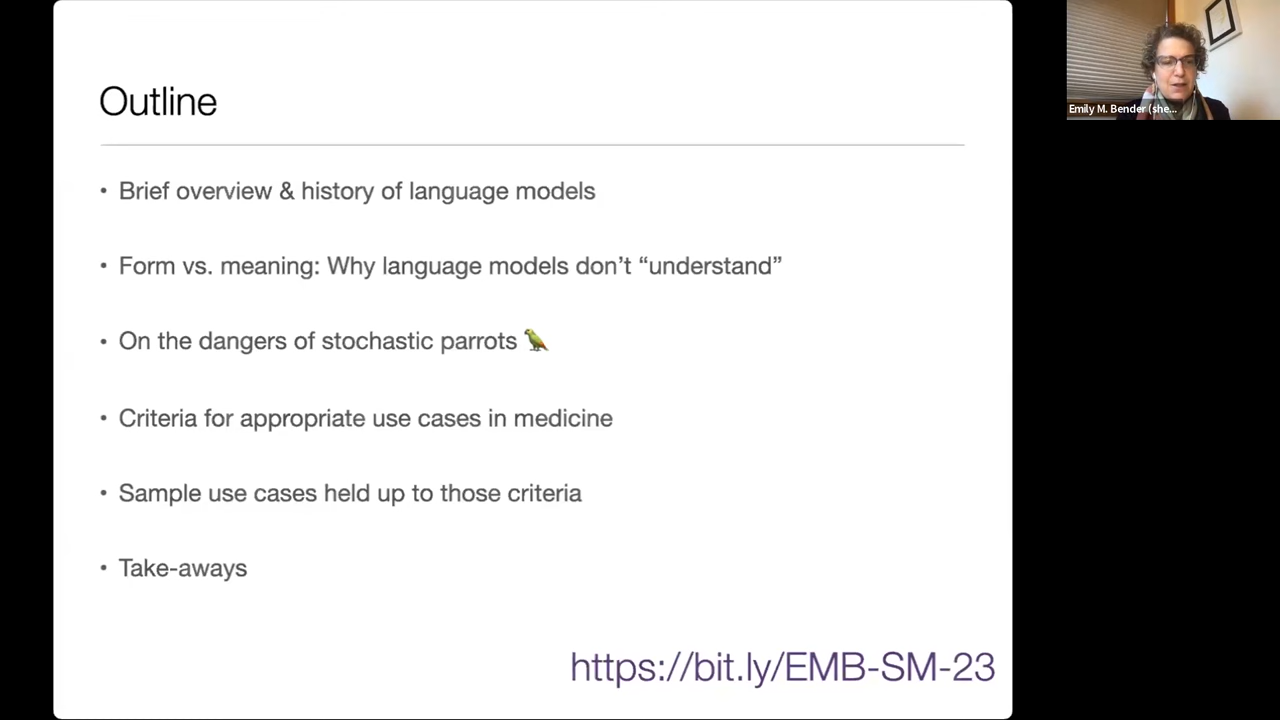 Outline
• Brief overview & history of language models
• Form vs. meaning: Why language models don’t “understand”
• On the dangers of stochastic parrots 🦜
• Criteria for appropriate use cases in medicine
• Sample use cases held up to those criteria
• Take-aways
https://bit.ly/EMB-SM-23
Emily M. Bender (she...